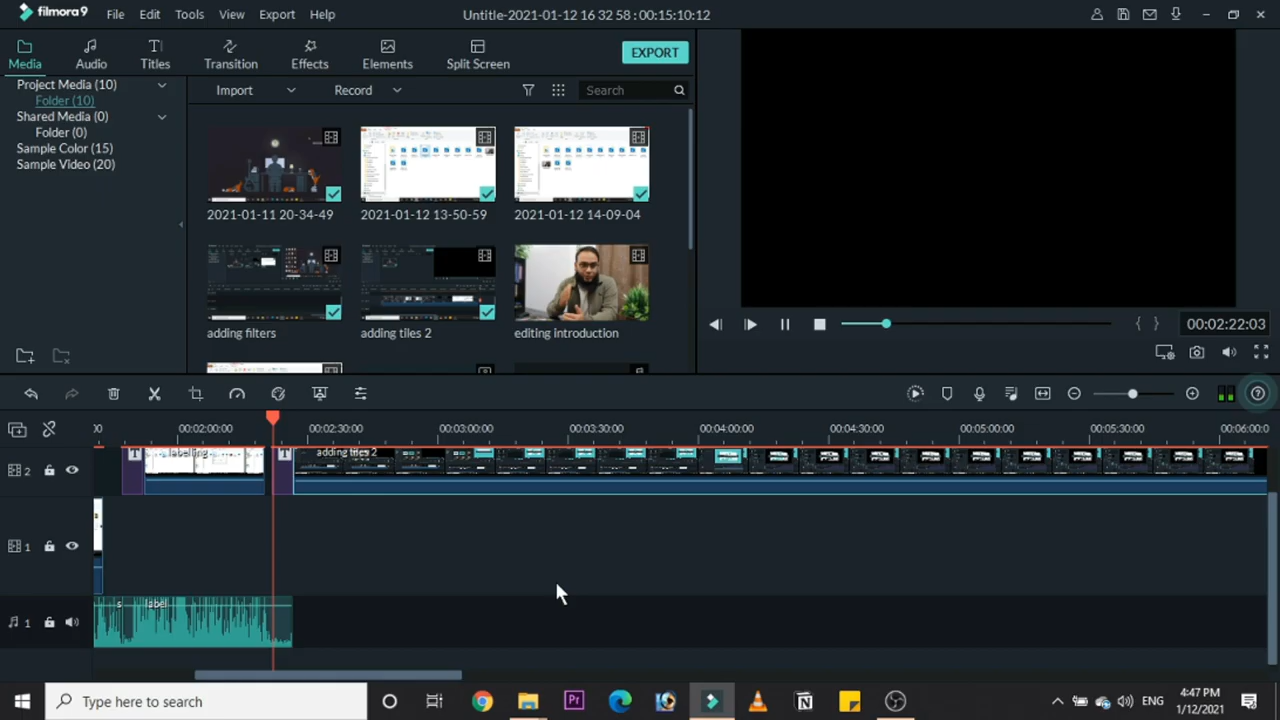 filmora9 File Edit Tools View Export Help Untitle-2021-01-12 16 32 58 : 00:15:10:12
Media Audio Titles Transition Effects Elements Split Screen EXPORT
Project Media (10)
Folder (10)
Shared Media (0)
Folder (0)
Sample Color (15)
Sample Video (20)
Import Record Search
2021-01-11 20-34-49 2021-01-12 13-50-59 2021-01-12 14-09-04
adding filters adding tiles 2 editing introduction
{ } 00:02:22:03
00 00:02:00:00 00:02:30:00 00:03:00:00 00:03:30:00 00:04:00:00 00:04:30:00 00:05:00:00 00:05:30:00 00:06:00:0
2 T labelling T adding tiles 2
1
1 s label
Type here to search Pr N ENG
4:47 PM
1/12/2021